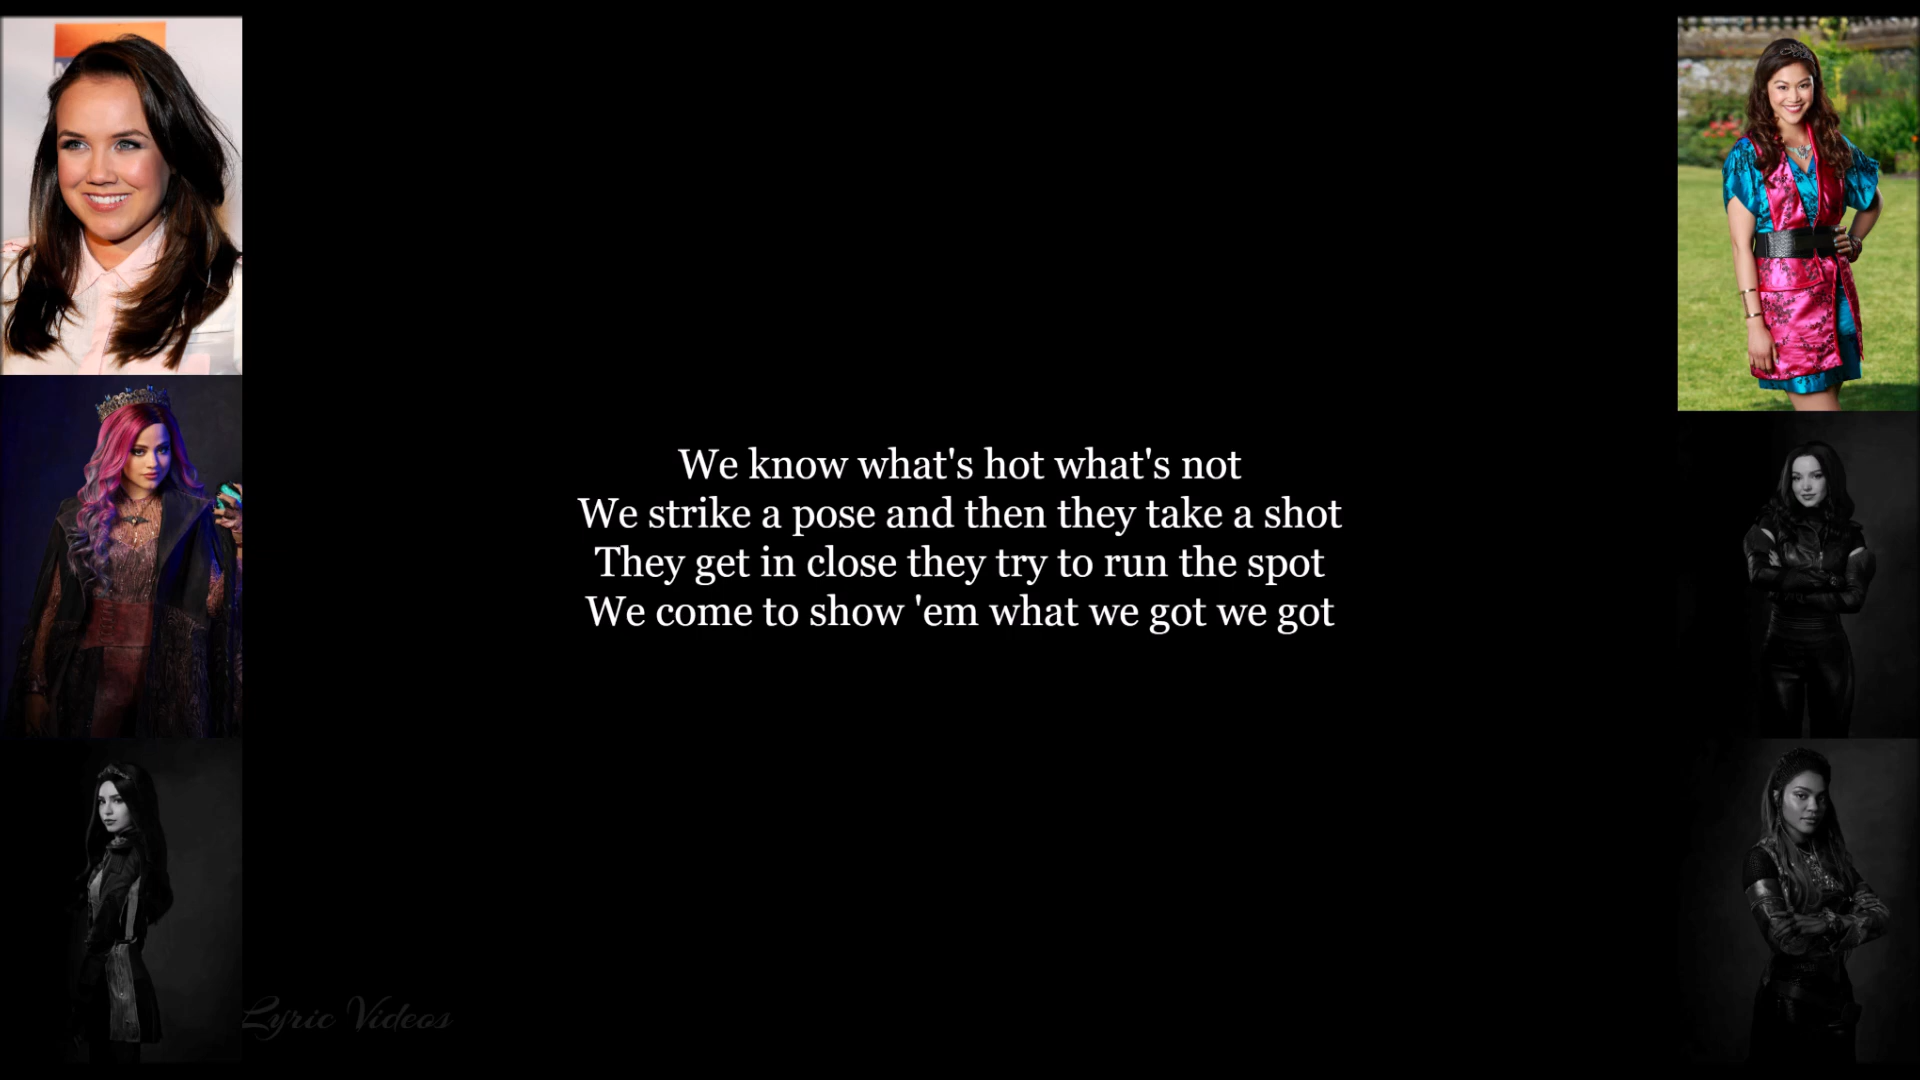 We know what's hot what's not
We strike a pose and then they take a shot
They get in close they try to run the spot
We come to show 'em what we got we got
Lyric Videos